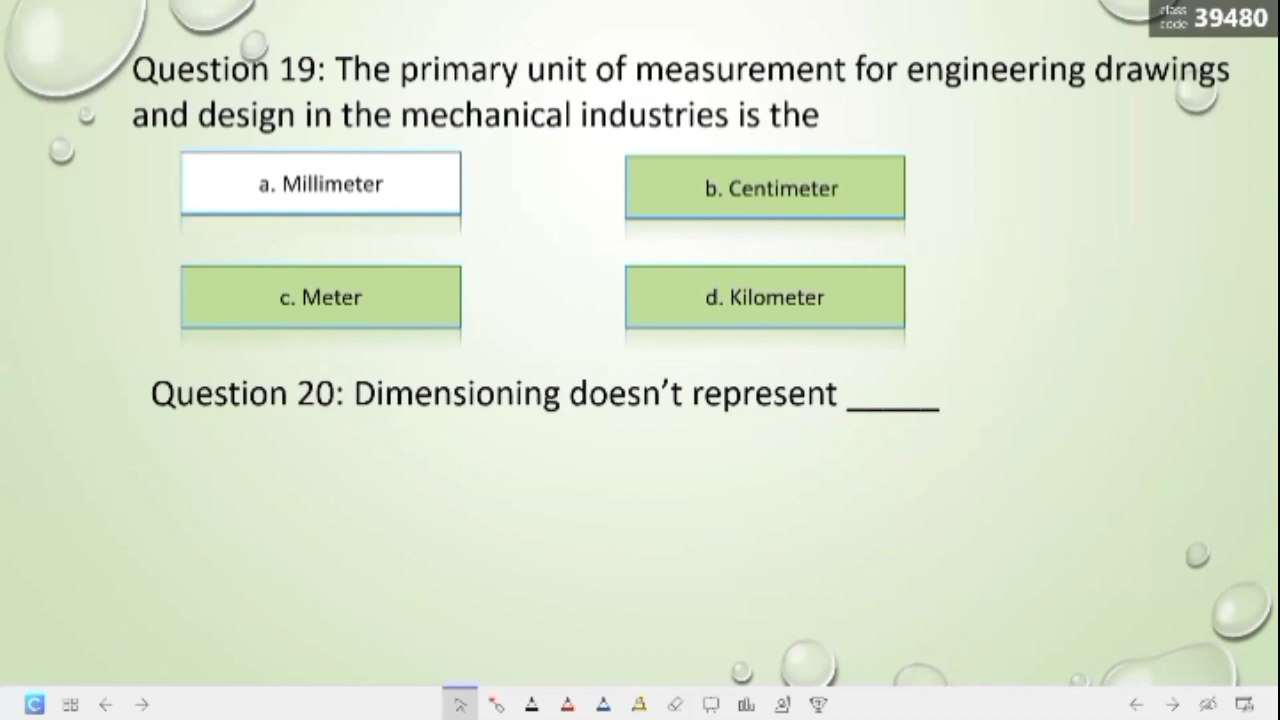 class
code 39480
Question 19: The primary unit of measurement for engineering drawings
and design in the mechanical industries is the
a. Millimeter
b. Centimeter
c. Meter
d. Kilometer
Question 20: Dimensioning doesn’t represent _____